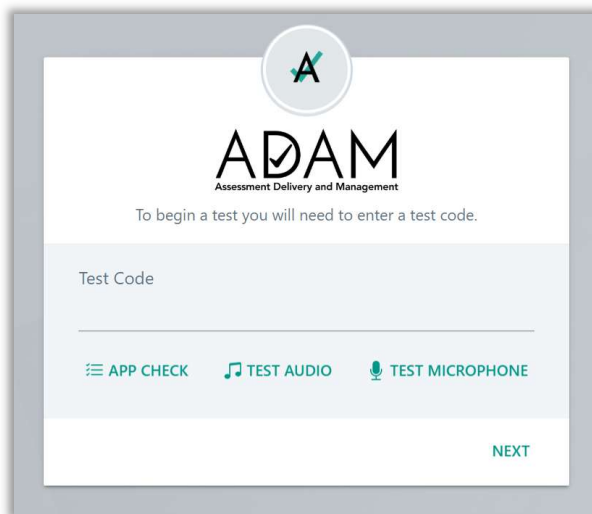 A
ADAM
Assessment Delivery and Management
To begin a test you will need to enter a test code.
Test Code
APP CHECK TEST AUDIO TEST MICROPHONE
NEXT